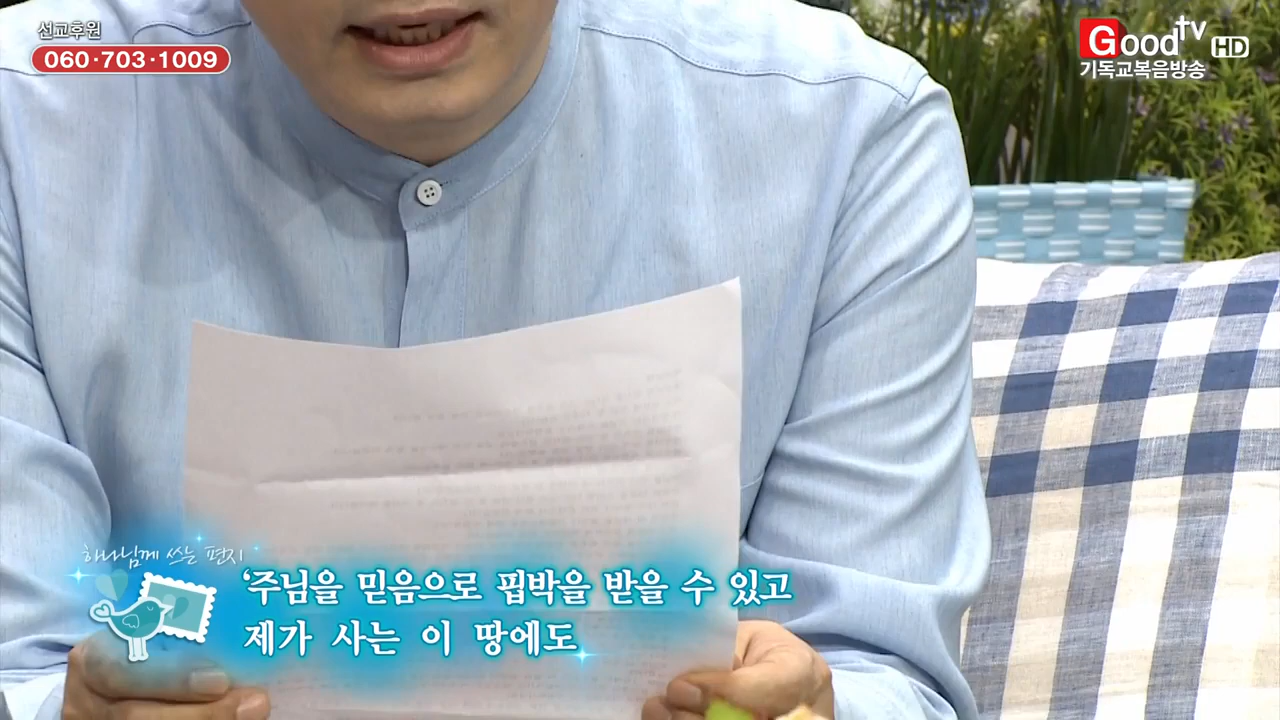 선교후원
060·703·1009
Goodtv HD
기독교복음방송
하나님께 쓰는 편지
‘주님을 믿음으로 핍박을 받을 수 있고
제가 사는 이 땅에도